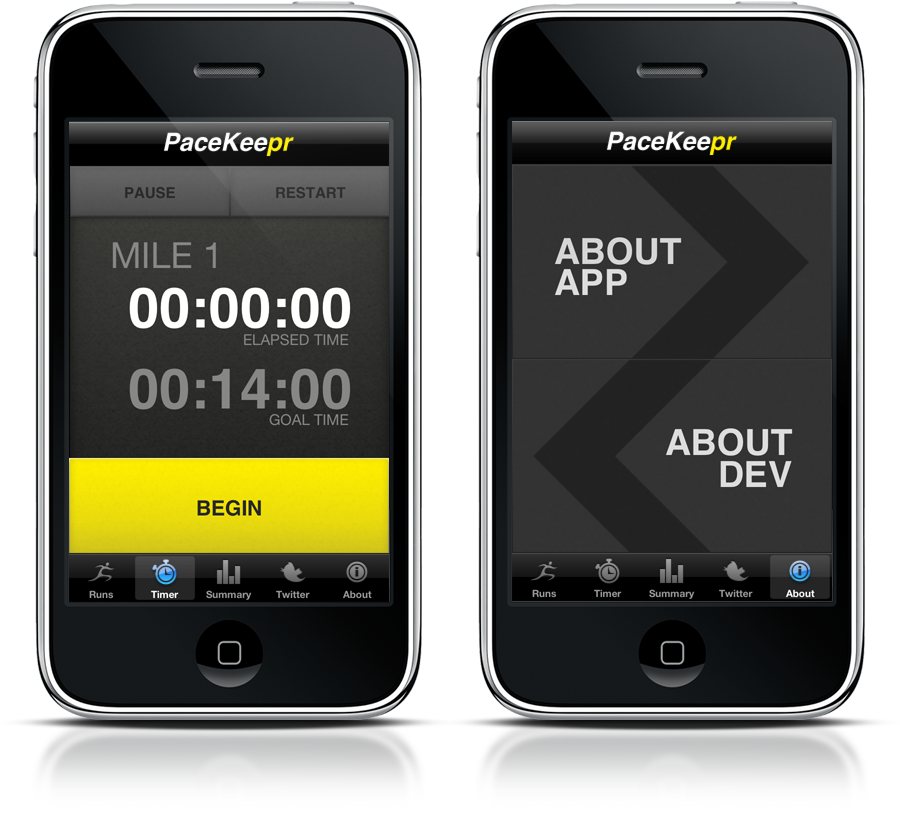 PaceKeepr
PAUSE RESTART
MILE 1
00:00:00
ELAPSED TIME
00:14:00
GOAL TIME
BEGIN
Runs Timer Summary Twitter About
PaceKeepr
ABOUT
APP
ABOUT
DEV
Runs Timer Summary Twitter About